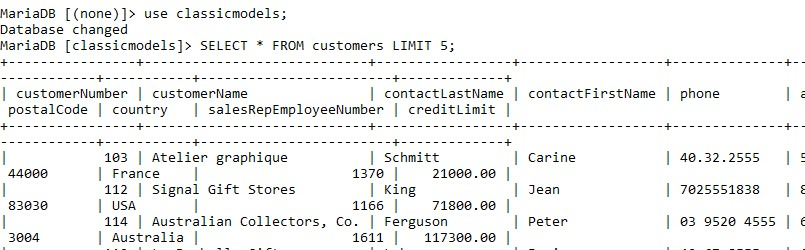 MariaDB [(none)]> use classicmodels;
Database changed
MariaDB [classicmodels]> SELECT * FROM customers LIMIT 5;
+----------------+------------------------------+-----------------+------------------+--------------+--
-----------+-----------+------------------------+-------------+
| customerNumber | customerName | contactLastName | contactFirstName | phone | a
postalCode | country | salesRepEmployeeNumber | creditLimit |
+----------------+------------------------------+-----------------+------------------+--------------+--
-----------+-----------+------------------------+-------------+
| 103 | Atelier graphique | Schmitt | Carine | 40.32.2555 | 5
44000 | France | 1370 | 21000.00 |
| 112 | Signal Gift Stores | King | Jean | 7025551838 | 8
83030 | USA | 1166 | 71800.00 |
| 114 | Australian Collectors, Co. | Ferguson | Peter | 03 9520 4555 | 6
3004 | Australia | 1611 | 117300.00 |